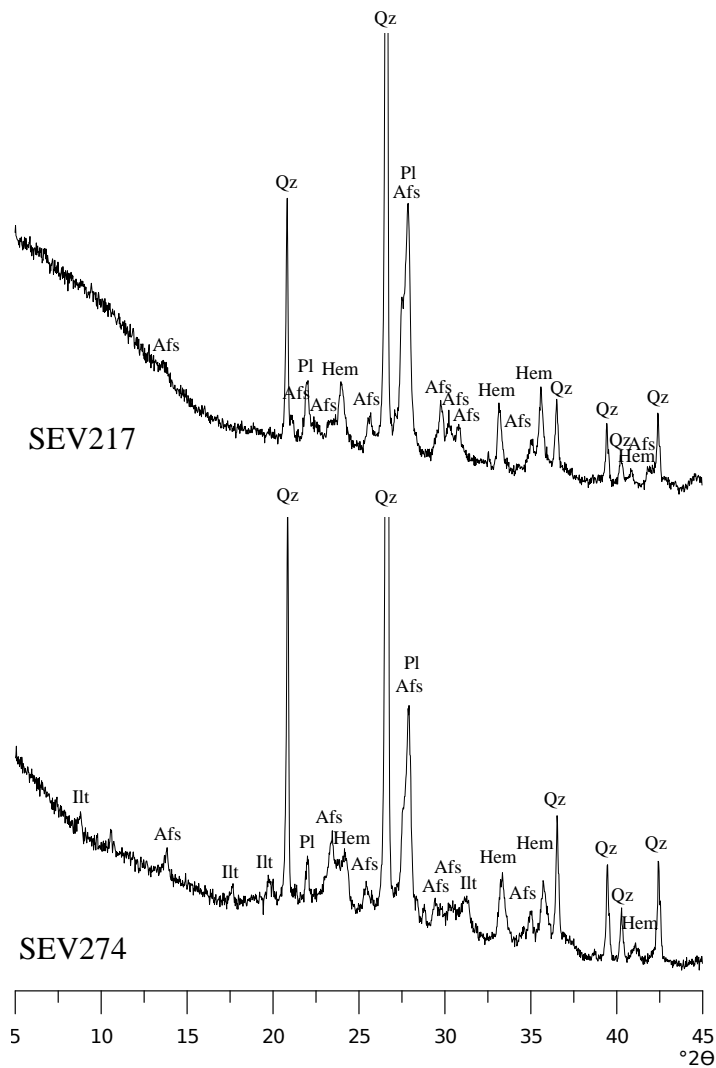 Qz
Pl
Afs
Qz
Afs
Afs
Pl
Afs
Hem
Afs
Afs
Afs
Afs
Hem
Afs
Hem
Qz
Qz
Qz
Hem
Afs
Qz
SEV217
Qz
Qz
Pl
Afs
Ilt
Afs
Ilt
Ilt
Pl
Afs
Hem
Afs
Afs
Afs
Ilt
Hem
Afs
Hem
Qz
Qz
Qz
Hem
Qz
SEV274
5 10 15 20 25 30 35 40 45
°2Θ